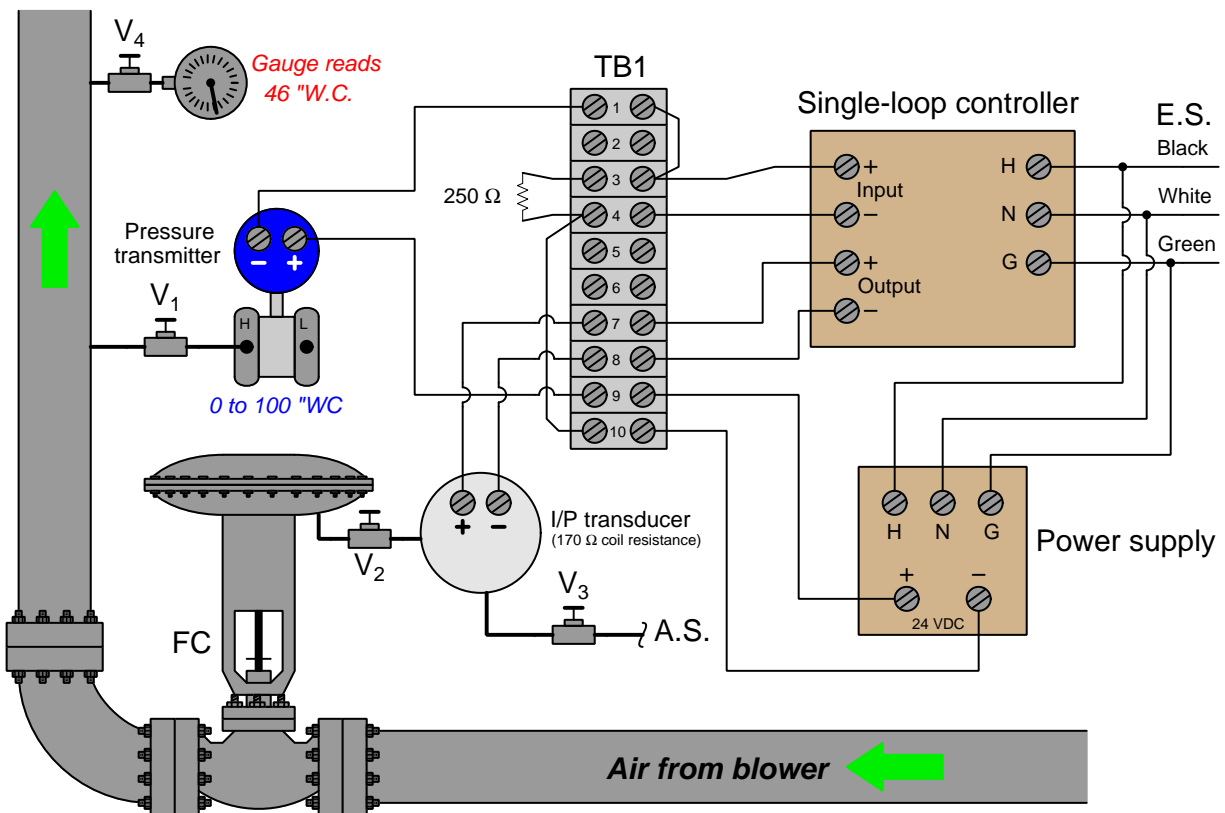 V4
Gauge reads
46 "W.C.
TB1
1
2
3
4
5
6
7
8
9
10
250 Ω
Single-loop controller
+
Input
−
+
Output
−
H
N
G
E.S.
Black
White
Green
Pressure
transmitter
− +
V1
H L
0 to 100 "WC
+ −
I/P transducer
(170 Ω coil resistance)
V2
V3
A.S.
FC
H N G
Power supply
+ −
24 VDC
Air from blower